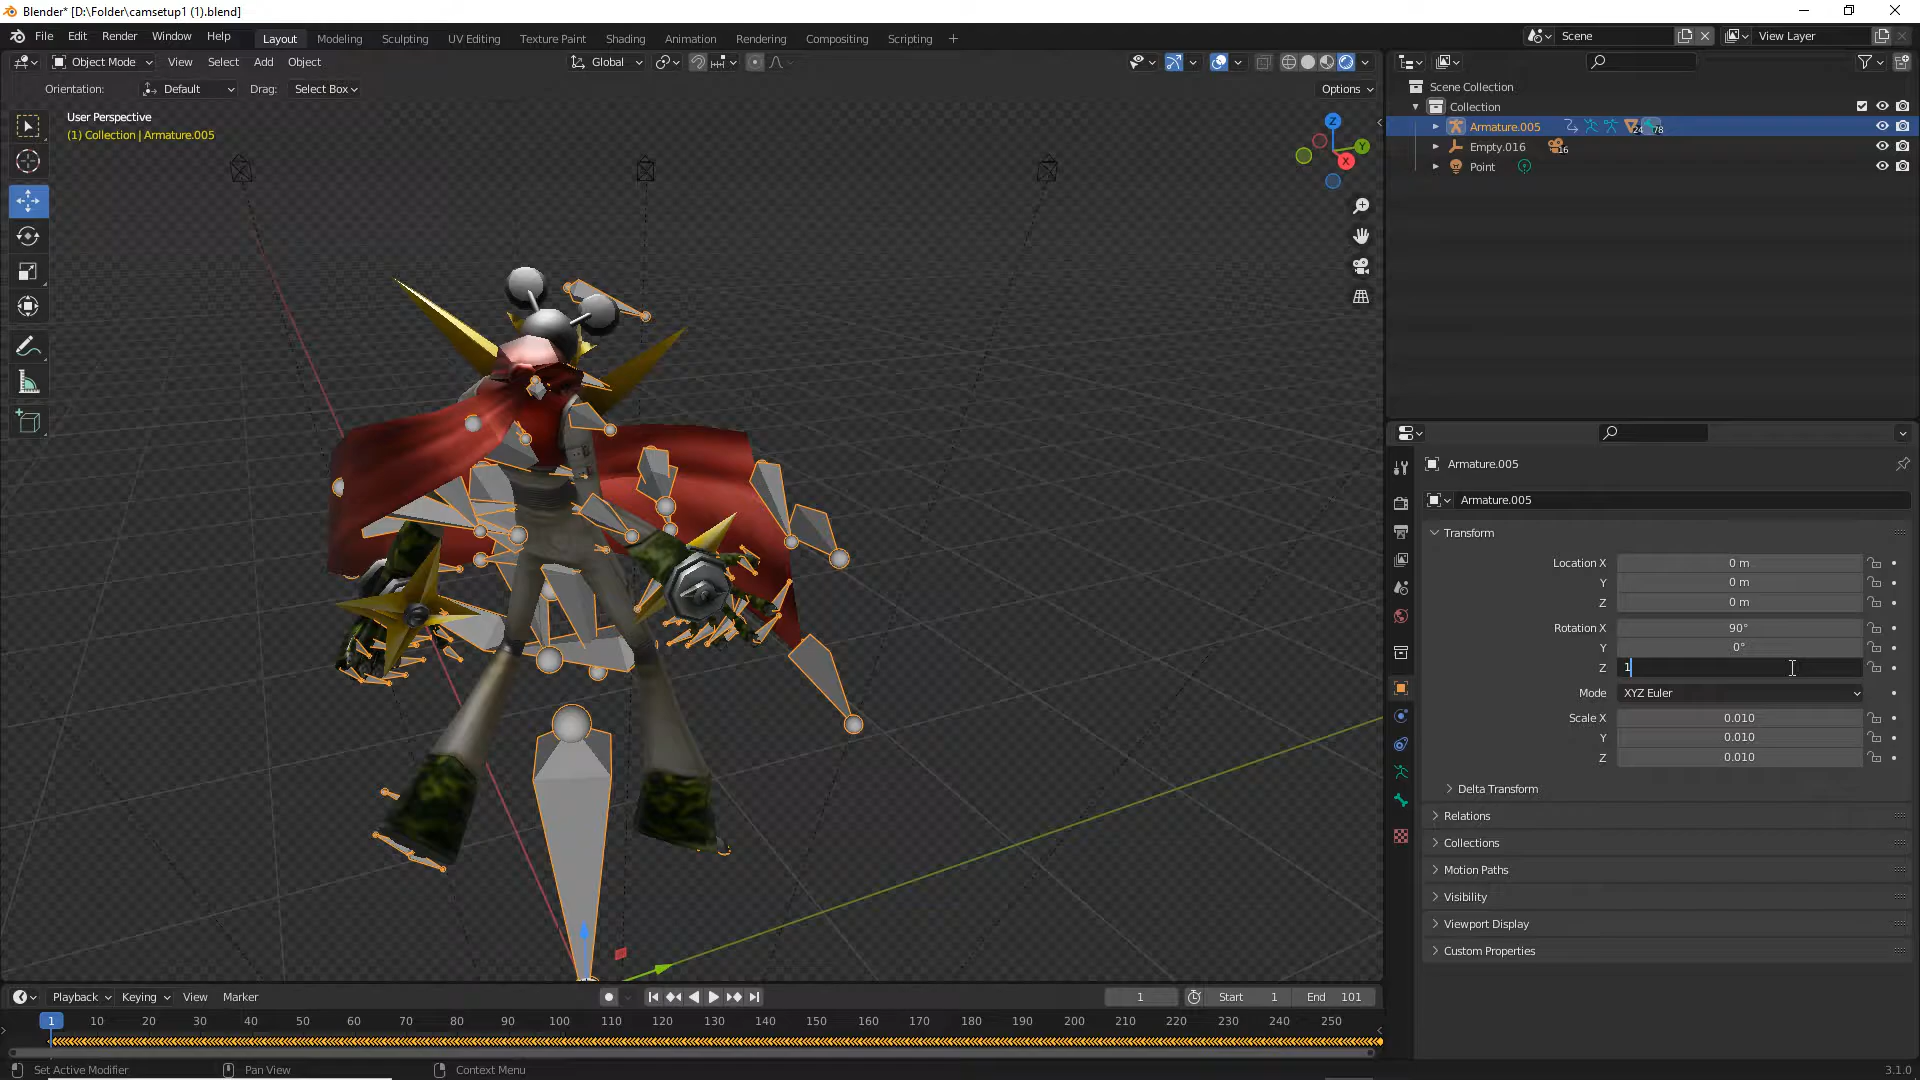 Blender* [D:\Folder\camsetup1 (1).blend]
File Edit Render Window Help
Layout Modeling Sculpting UV Editing Texture Paint Shading Animation Rendering Compositing Scripting
Scene
View Layer
Object Mode View Select Add Object
Global
Orientation: Default Drag: Select Box
Options
User Perspective
(1) Collection | Armature.005
Z
Y
X
Scene Collection
Collection
Armature.005 24 78
Empty.016 16
Point
Armature.005
Armature.005
Transform
Location X 0 m
Y 0 m
Z 0 m
Rotation X 90°
Y 0°
Z 1
Mode XYZ Euler
Scale X 0.010
Y 0.010
Z 0.010
Delta Transform
Relations
Collections
Motion Paths
Visibility
Viewport Display
Custom Properties
Playback Keying View Marker
1 Start 1 End 101
1 10 20 30 40 50 60 70 80 90 100 110 120 130 140 150 160 170 180 190 200 210 220 230 240 250
Set Active Modifier Pan View Context Menu 3.1.0